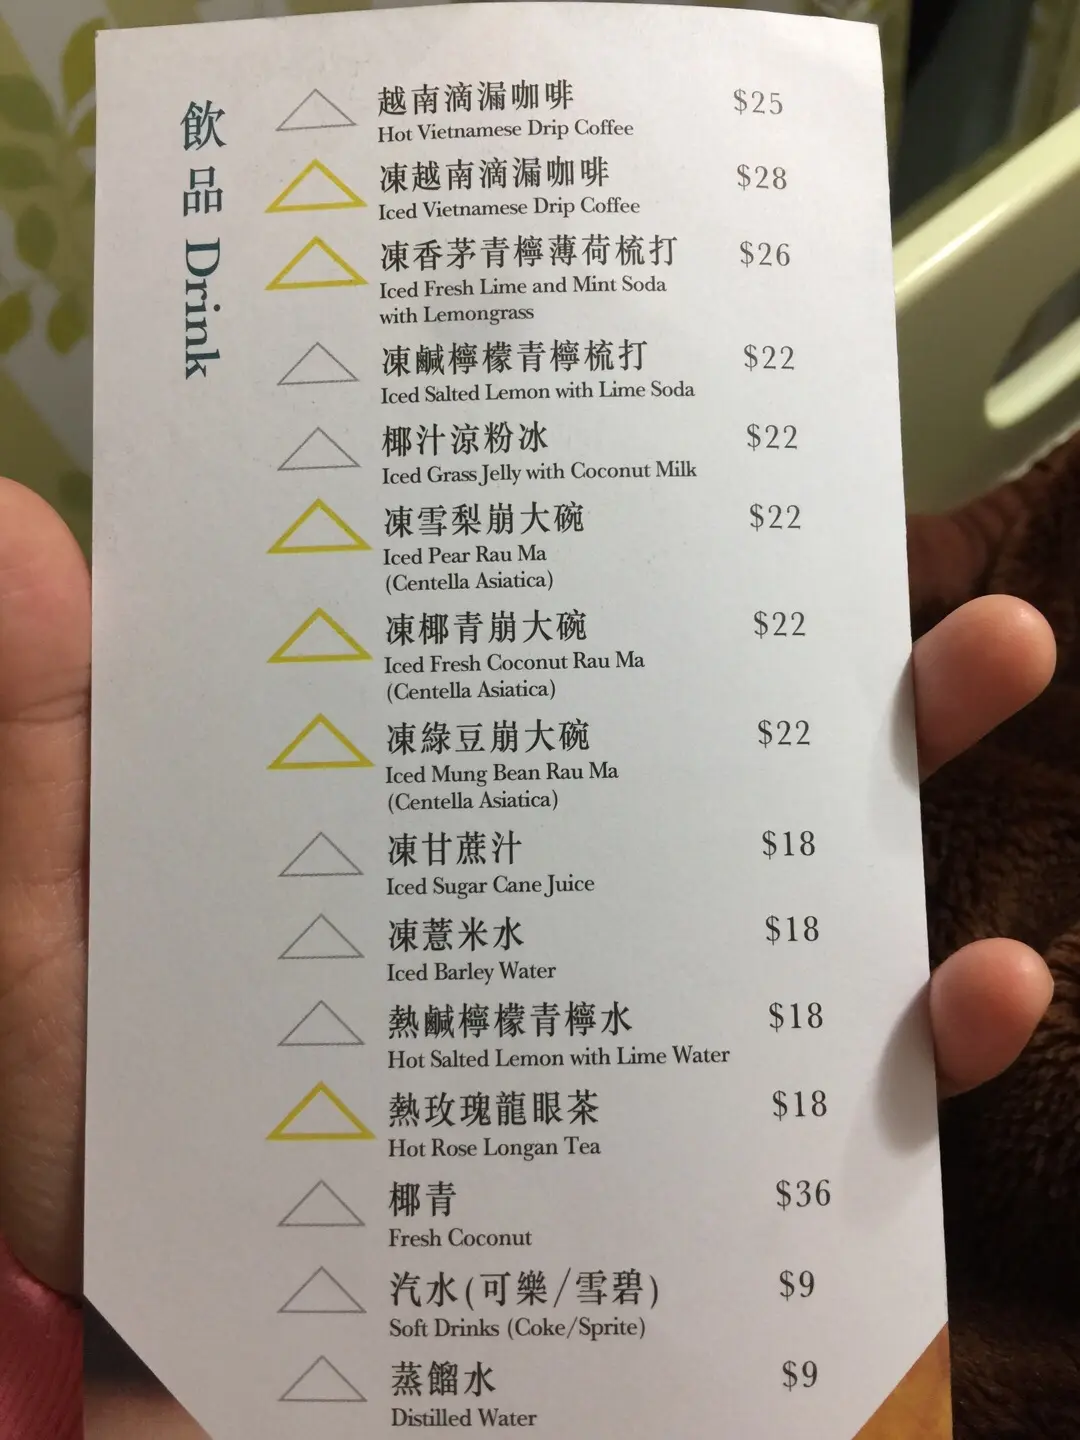 飲品 Drink
越南滴漏咖啡 $25
Hot Vietnamese Drip Coffee
凍越南滴漏咖啡 $28
Iced Vietnamese Drip Coffee
凍香茅青檸薄荷梳打 $26
Iced Fresh Lime and Mint Soda
with Lemongrass
凍鹹檸檬青檸梳打 $22
Iced Salted Lemon with Lime Soda
椰汁涼粉冰 $22
Iced Grass Jelly with Coconut Milk
凍雪梨崩大碗 $22
Iced Pear Rau Ma
(Centella Asiatica)
凍椰青崩大碗 $22
Iced Fresh Coconut Rau Ma
(Centella Asiatica)
凍綠豆崩大碗 $22
Iced Mung Bean Rau Ma
(Centella Asiatica)
凍甘蔗汁 $18
Iced Sugar Cane Juice
凍薏米水 $18
Iced Barley Water
熱鹹檸檬青檸水 $18
Hot Salted Lemon with Lime Water
熱玫瑰龍眼茶 $18
Hot Rose Longan Tea
椰青 $36
Fresh Coconut
汽水(可樂/雪碧) $9
Soft Drinks (Coke/Sprite)
蒸餾水 $9
Distilled Water